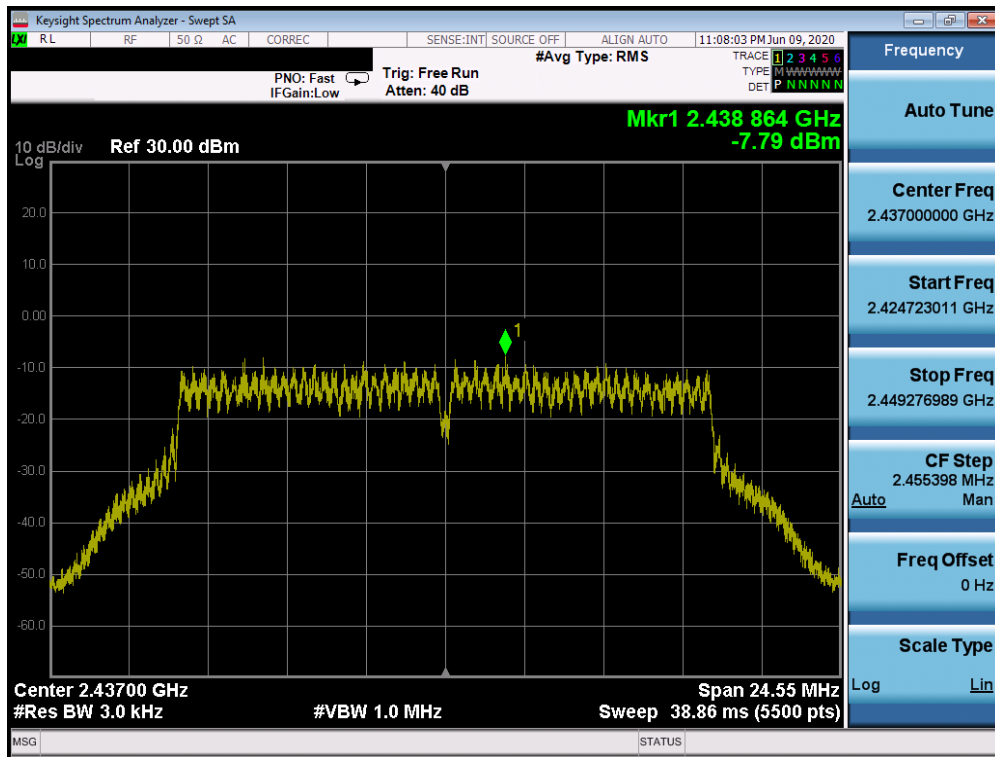 Keysight Spectrum Analyzer - Swept SA
LXI RL RF 50 Ω AC CORREC SENSE:INT SOURCE OFF ALIGN AUTO 11:08:03 PM Jun 09, 2020
#Avg Type: RMS
TRACE 1 2 3 4 5 6
PNO: Fast Trig: Free Run
TYPE M W W W W W
IFGain:Low Atten: 40 dB
DET P N N N N N
Mkr1 2.438 864 GHz
-7.79 dBm
10 dB/div Ref 30.00 dBm
Log
20.0
10.0
0.00
-10.0
-20.0
-30.0
-40.0
-50.0
-60.0
1
Center 2.43700 GHz Span 24.55 MHz
#Res BW 3.0 kHz #VBW 1.0 MHz Sweep 38.86 ms (5500 pts)
MSG STATUS
Frequency
Auto Tune
Center Freq
2.437000000 GHz
Start Freq
2.424723011 GHz
Stop Freq
2.449276989 GHz
CF Step
2.455398 MHz
Auto Man
Freq Offset
0 Hz
Scale Type
Log Lin